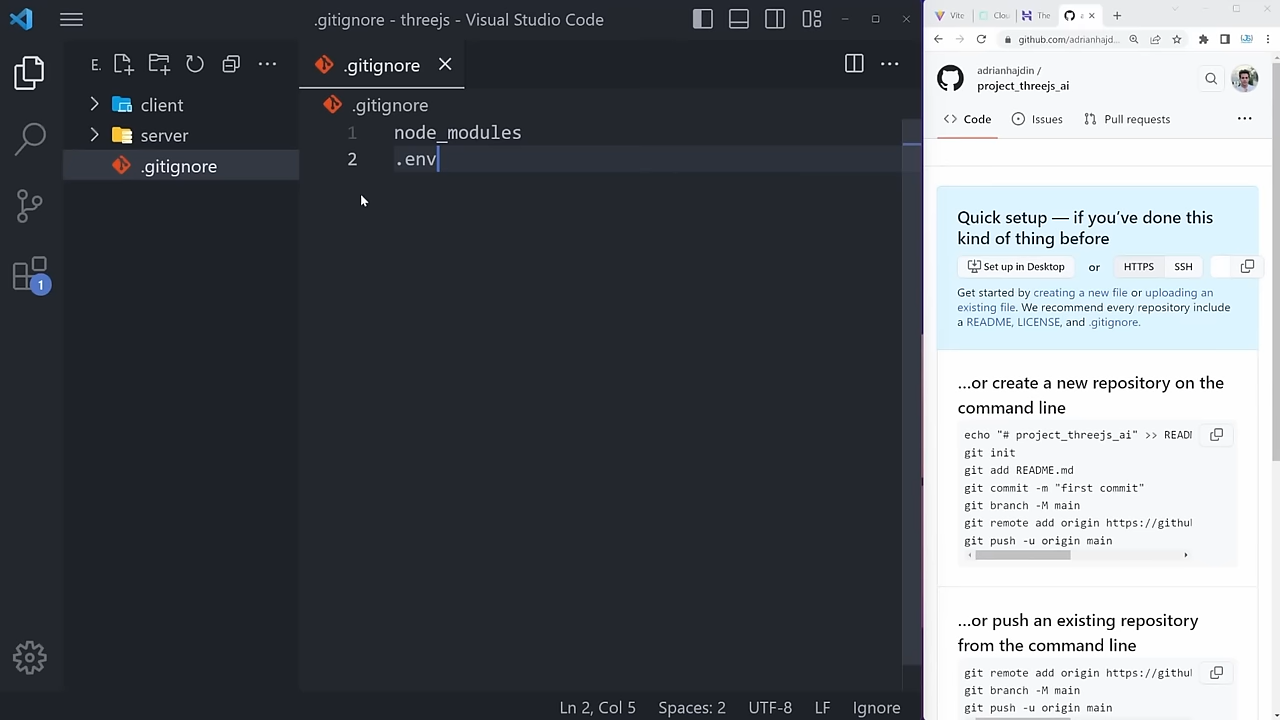 .gitignore - threejs - Visual Studio Code
E.
client
server
.gitignore
1
.gitignore
.gitignore
1 node_modules
2 .env
Ln 2, Col 5 Spaces: 2 UTF-8 LF Ignore
Vite
Clou
The
a
github.com/adrianhajd...
adrianhajdin /
project_threejs_ai
Code Issues Pull requests
Quick setup — if you’ve done this
kind of thing before
Set up in Desktop or HTTPS SSH
Get started by creating a new file or uploading an
existing file. We recommend every repository include
a README, LICENSE, and .gitignore.
...or create a new repository on the
command line
echo "# project_threejs_ai" >> READ
git init
git add README.md
git commit -m "first commit"
git branch -M main
git remote add origin https://githu
git push -u origin main
...or push an existing repository
from the command line
git remote add origin https://githu
git branch -M main
git push -u origin main